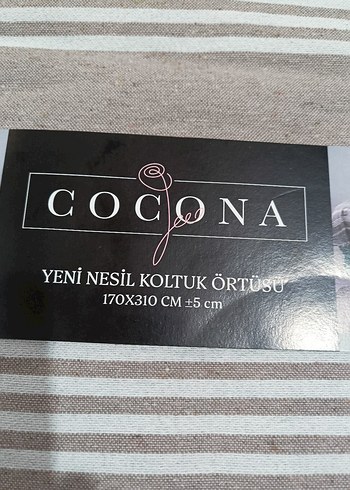 COCONA
YENİ NESİL KOLTUK ÖRTÜSÜ
170X310 CM ±5 cm